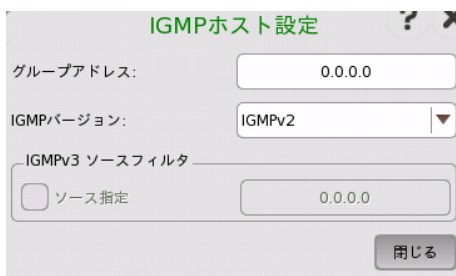 IGMPホスト設定 ? X
グループアドレス: 0.0.0.0
IGMPバージョン: IGMPv2
IGMPv3 ソースフィルタ
ソース指定 0.0.0.0
閉じる